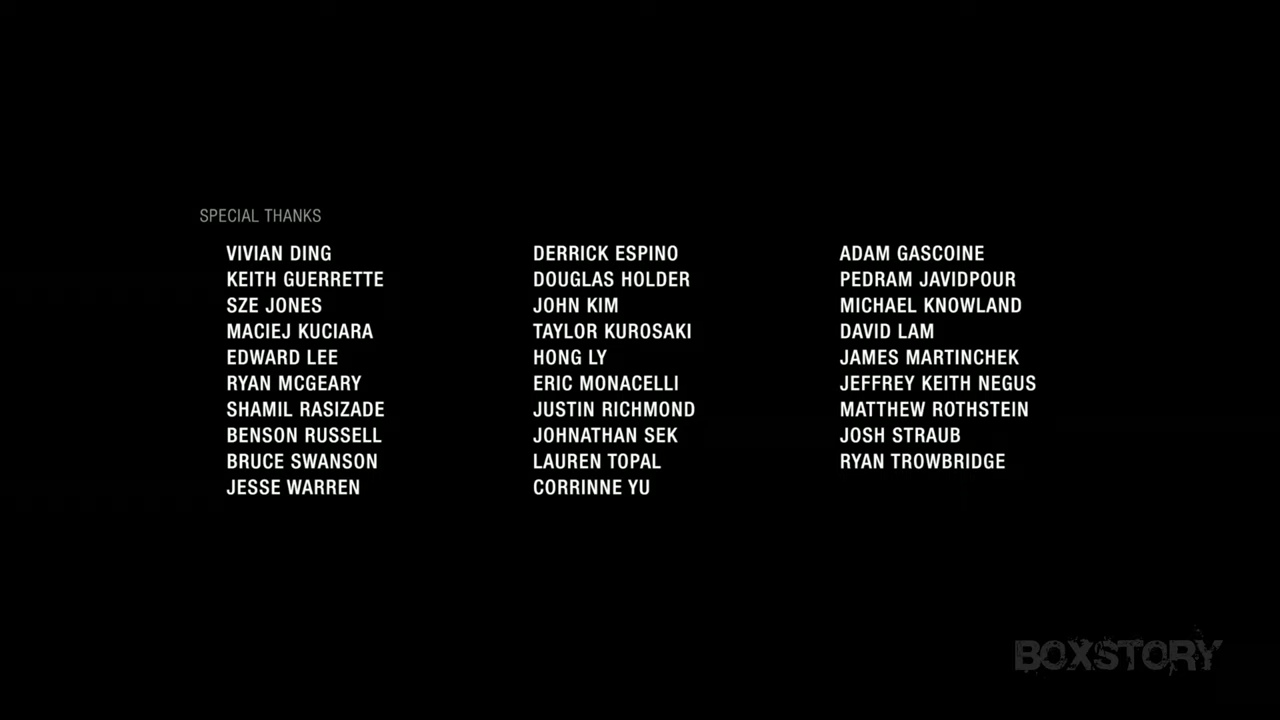 SPECIAL THANKS
VIVIAN DING
KEITH GUERRETTE
SZE JONES
MACIEJ KUCIARA
EDWARD LEE
RYAN MCGEARY
SHAMIL RASIZADE
BENSON RUSSELL
BRUCE SWANSON
JESSE WARREN
DERRICK ESPINO
DOUGLAS HOLDER
JOHN KIM
TAYLOR KUROSAKI
HONG LY
ERIC MONACELLI
JUSTIN RICHMOND
JOHNATHAN SEK
LAUREN TOPAL
CORRINNE YU
ADAM GASCOINE
PEDRAM JAVIDPOUR
MICHAEL KNOWLAND
DAVID LAM
JAMES MARTINCHEK
JEFFREY KEITH NEGUS
MATTHEW ROTHSTEIN
JOSH STRAUB
RYAN TROWBRIDGE
BOXSTORY